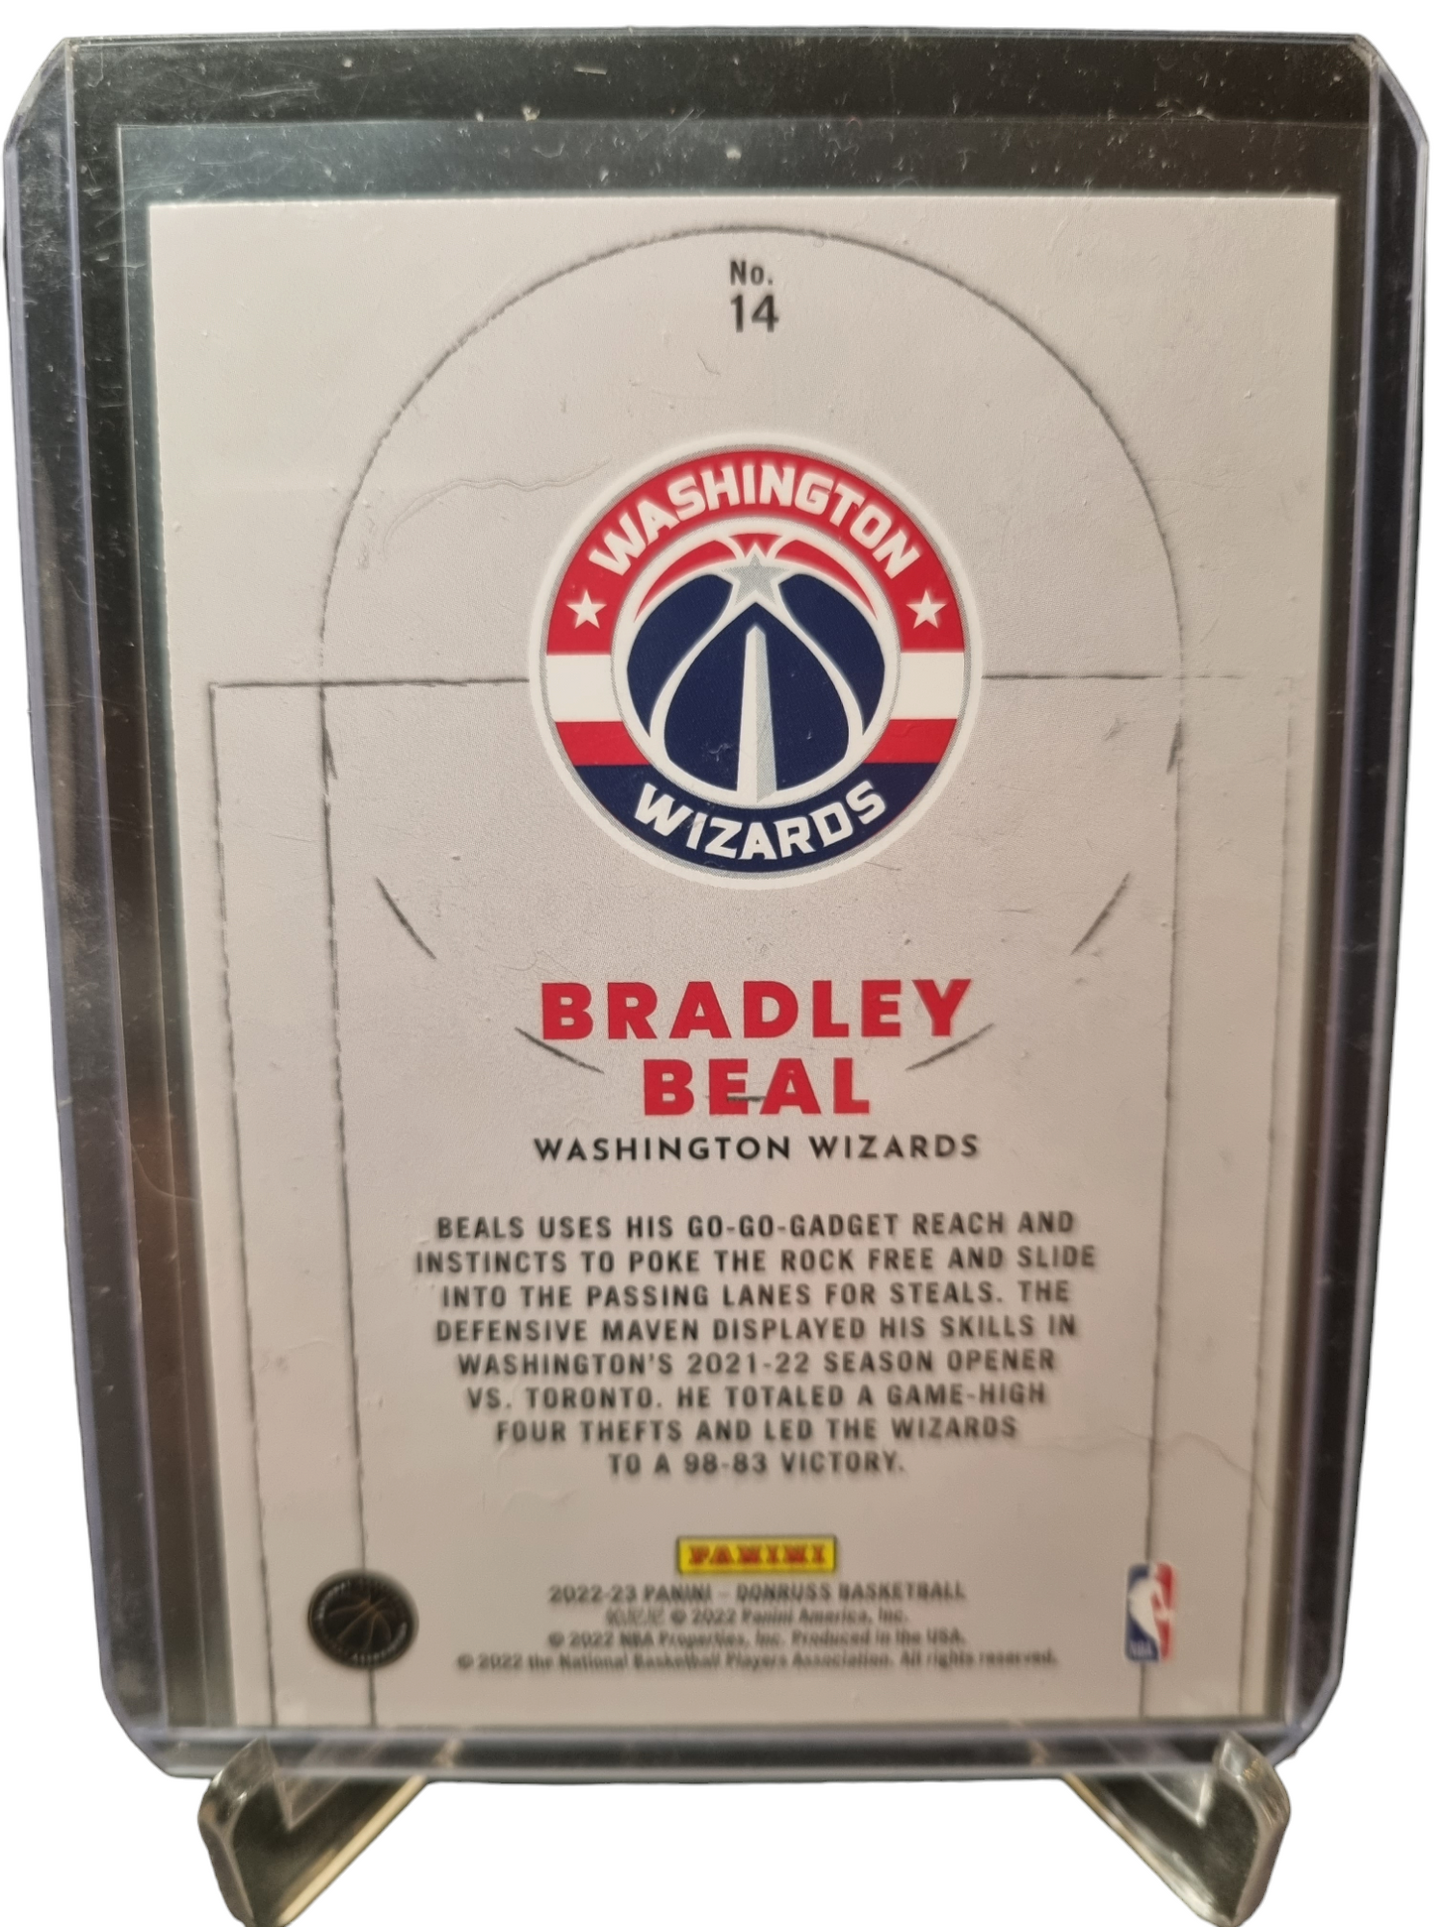 No.
14
WASHINGTON
WIZARDS
BRADLEY
BEAL
WASHINGTON WIZARDS
BEALS USES HIS GO-GO-GADGET REACH AND
INSTINCTS TO POKE THE ROCK FREE AND SLIDE
INTO THE PASSING LANES FOR STEALS. THE
DEFENSIVE MAVEN DISPLAYED HIS SKILLS IN
WASHINGTON'S 2021-22 SEASON OPENER
VS. TORONTO. HE TOTALED A GAME-HIGH
FOUR THEFTS AND LED THE WIZARDS
TO A 98-83 VICTORY.
PANINI
2022-23 PANINI – DONRUSS BASKETBALL
© 2022 Panini America, Inc.
© 2022 NBA Properties, Inc. Produced in the USA.
© 2022 the National Basketball Players Association. All rights reserved.